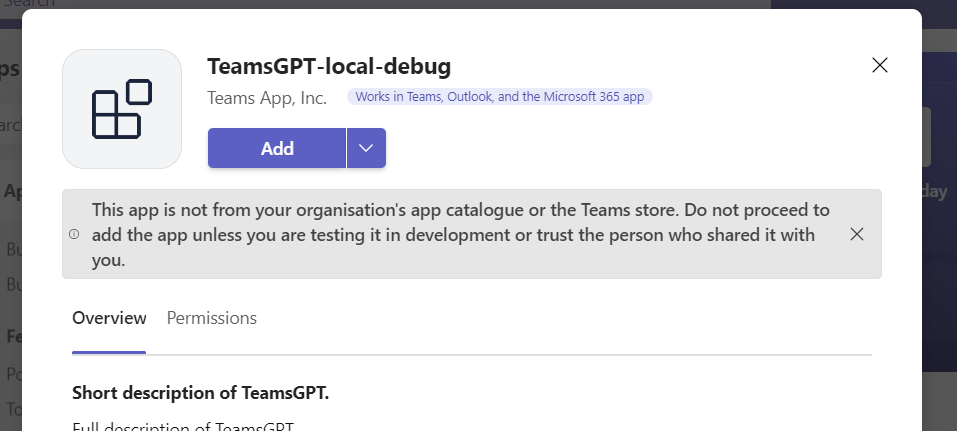 Search
TeamsGPT-local-debug
Teams App, Inc.
Works in Teams, Outlook, and the Microsoft 365 app
Add
This app is not from your organisation's app catalogue or the Teams store. Do not proceed to
add the app unless you are testing it in development or trust the person who shared it with
you.
Overview
Permissions
Short description of TeamsGPT.
Full description of TeamsGPT